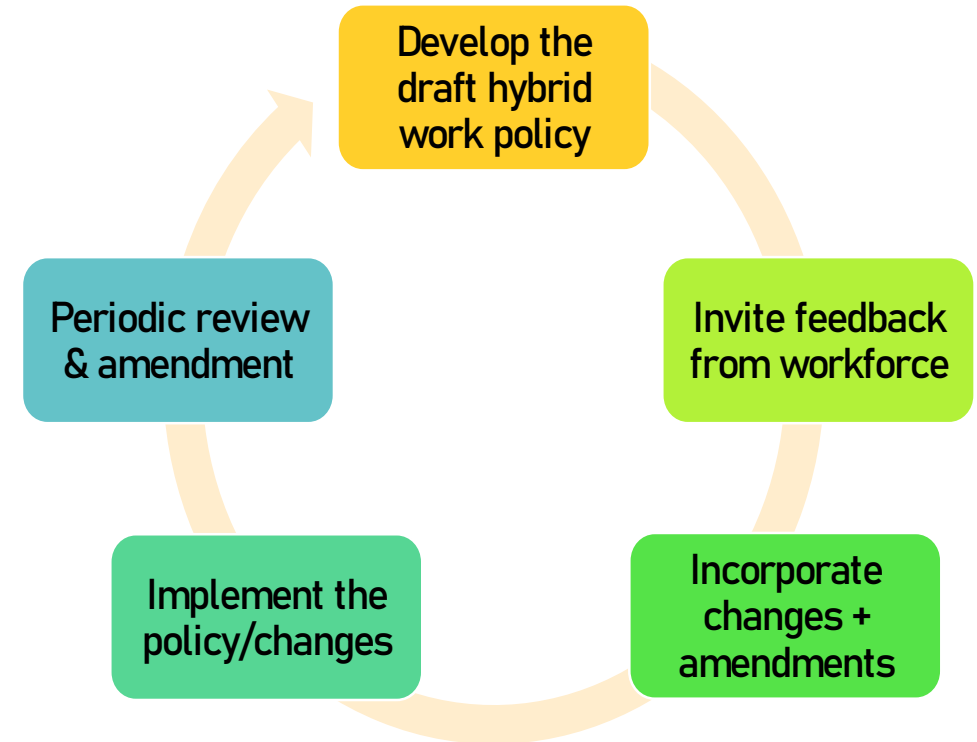 Develop the
draft hybrid
work policy
Invite feedback
from workforce
Incorporate
changes +
amendments
Implement the
policy/changes
Periodic review
& amendment